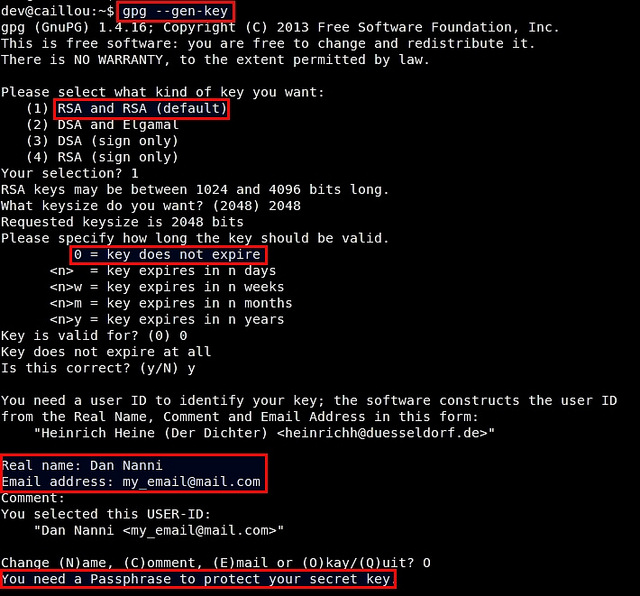 dev@caillou:~$ gpg --gen-key
gpg (GnuPG) 1.4.16; Copyright (C) 2013 Free Software Foundation, Inc.
This is free software: you are free to change and redistribute it.
There is NO WARRANTY, to the extent permitted by law.
Please select what kind of key you want:
(1) RSA and RSA (default)
(2) DSA and Elgamal
(3) DSA (sign only)
(4) RSA (sign only)
Your selection? 1
RSA keys may be between 1024 and 4096 bits long.
What keysize do you want? (2048) 2048
Requested keysize is 2048 bits
Please specify how long the key should be valid.
0 = key does not expire
<n>  = key expires in n days
<n>w = key expires in n weeks
<n>m = key expires in n months
<n>y = key expires in n years
Key is valid for? (0) 0
Key does not expire at all
Is this correct? (y/N) y
You need a user ID to identify your key; the software constructs the user ID
from the Real Name, Comment and Email Address in this form:
"Heinrich Heine (Der Dichter) <heinrichh@duesseldorf.de>"
Real name: Dan Nanni
Email address: my_email@mail.com
Comment:
You selected this USER-ID:
"Dan Nanni <my_email@mail.com>"
Change (N)ame, (C)omment, (E)mail or (O)kay/(Q)uit? O
You need a Passphrase to protect your secret key.